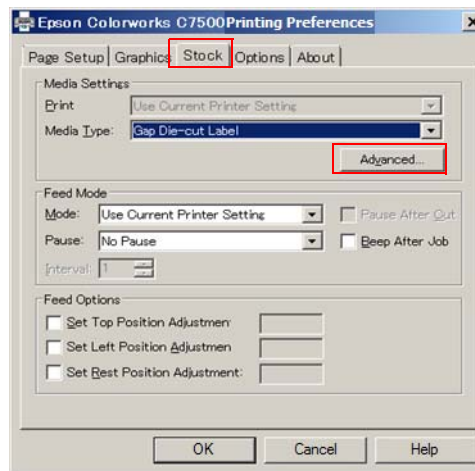 Epson Colorworks C7500Printing Preferences
Page Setup Graphics Stock Options About
Media Settings
Print Use Current Printer Setting
Media Type: Gap Die-cut Label
Advanced...
Feed Mode
Mode: Use Current Printer Setting Pause After Cut
Pause: No Pause Beep After Job
Interval: 1
Feed Options
Set Top Position Adjustmen
Set Left Position Adjustmen
Set Rest Position Adjustment:
OK Cancel Help